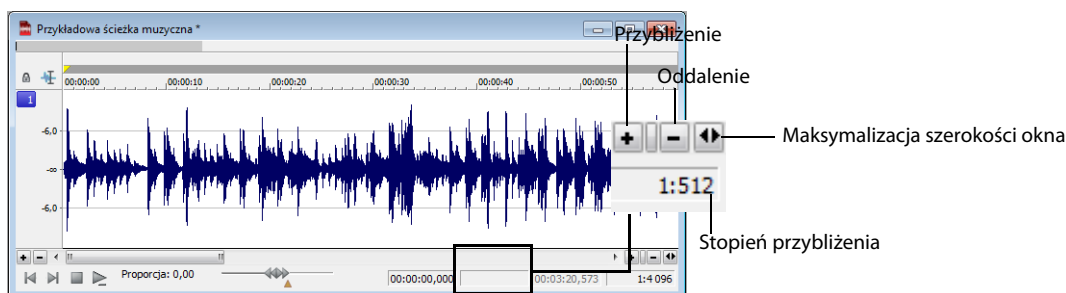 Przykładowa ścieżka muzyczna *
Przybliżenie
Oddalenie
00:00:00 00:00:10 00:00:20 00:00:30 00:00:40 00:00:50
1
-6,0
-∞
-6,0
Maksymalizacja szerokości okna
1:512
Stopień przybliżenia
Proporcja: 0,00
00:00:00,000 00:03:20,573 1:4 096